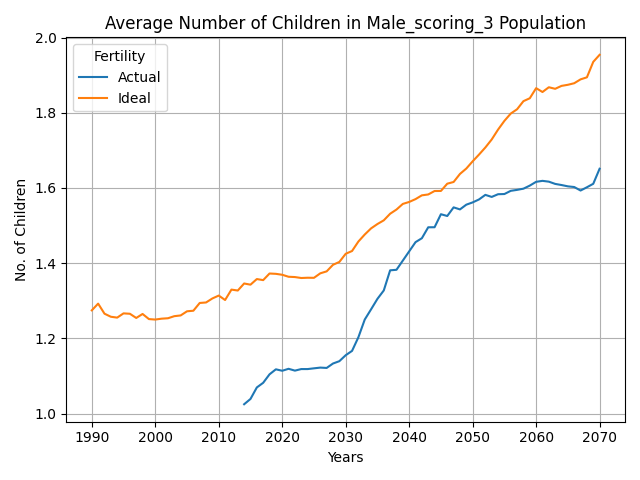 Average Number of Children in Male_scoring_3 Population
Fertility
Actual
Ideal
No. of Children
2.0
1.8
1.6
1.4
1.2
1.0
1990 2000 2010 2020 2030 2040 2050 2060 2070
Years